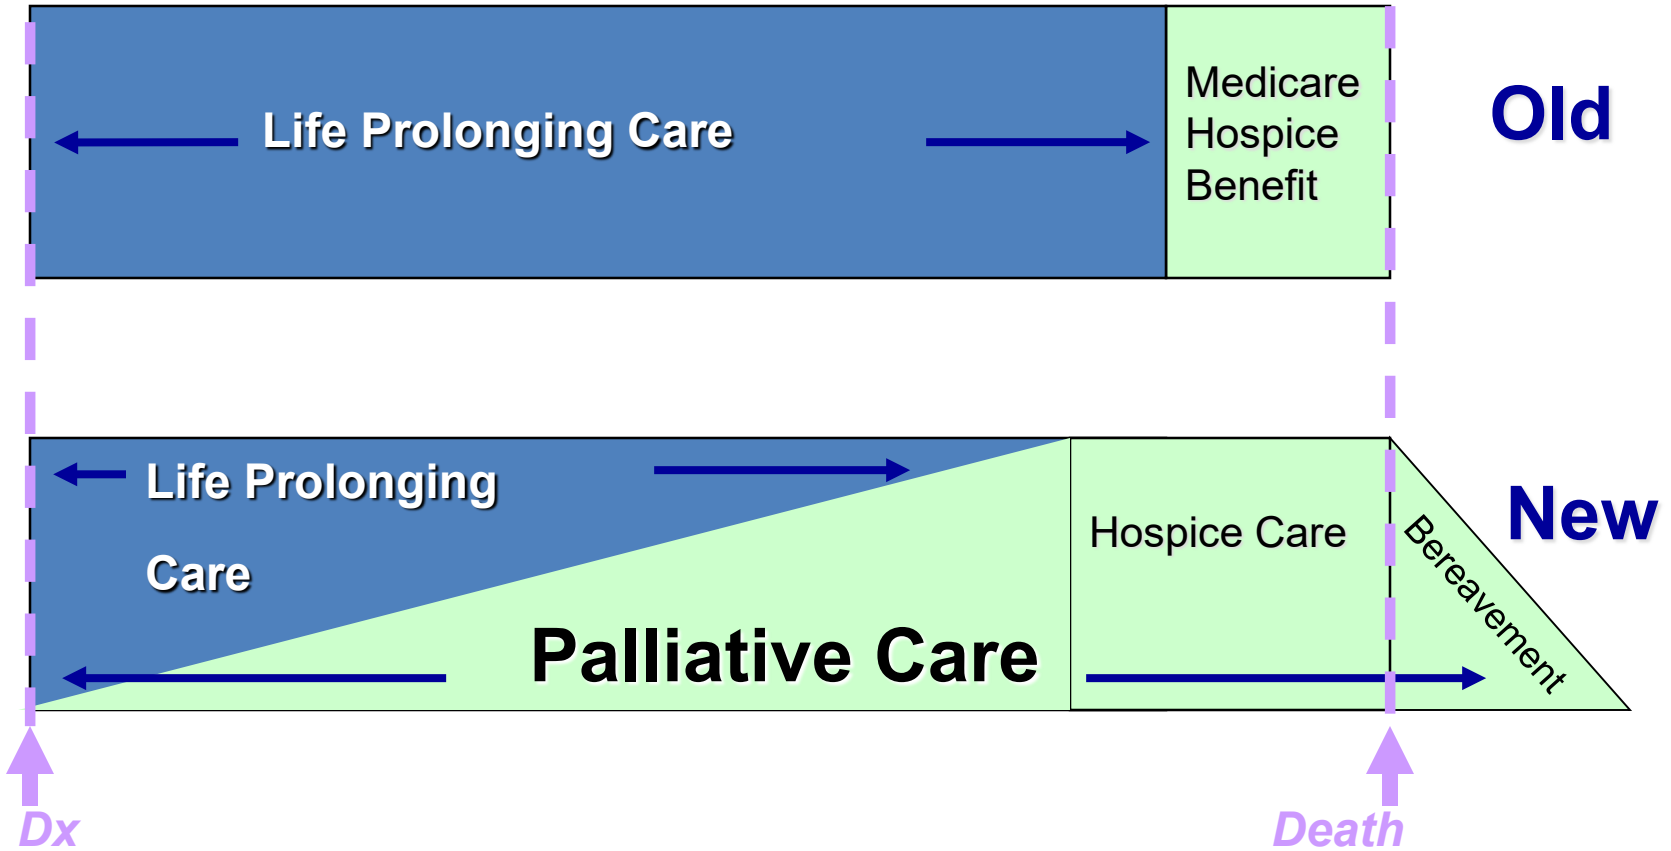 Life Prolonging Care
Medicare
Hospice
Benefit
Old
Life Prolonging
Care
Hospice Care
New
Bereavement
Palliative Care
Dx
Death